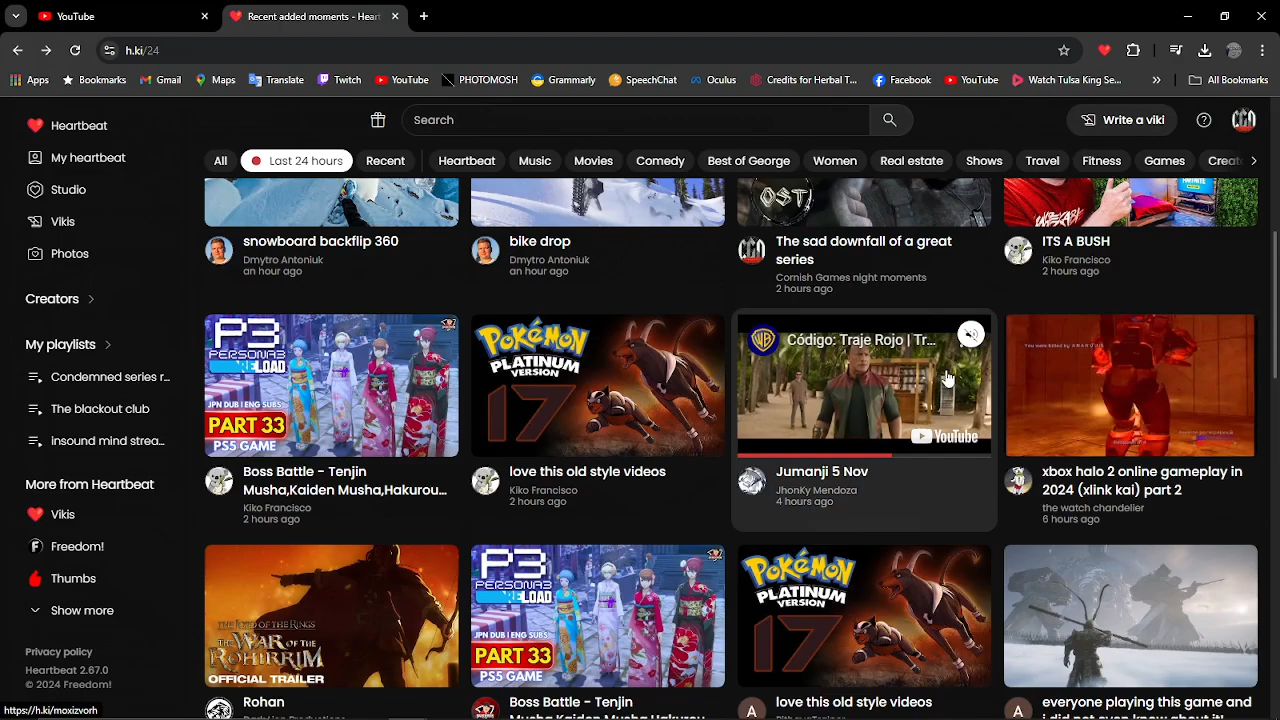 YouTube
Recent added moments - Heart
h.ki/24
Apps
Bookmarks
Gmail
Maps
Translate
Twitch
YouTube
PHOTOMOSH
Grammarly
SpeechChat
Oculus
Credits for Herbal T...
Facebook
YouTube
Watch Tulsa King Se...
All Bookmarks
Heartbeat
My heartbeat
Studio
Vikis
Photos
Creators
My playlists
Condemned series r...
The blackout club
insound mind strea...
More from Heartbeat
Vikis
Freedom!
Thumbs
Show more
Privacy policy
Heartbeat 2.67.0
© 2024 Freedom!
https://h.ki/moxizvorh
Search
Write a viki
All
Last 24 hours
Recent
Heartbeat
Music
Movies
Comedy
Best of George
Women
Real estate
Shows
Travel
Fitness
Games
Creato
OST
snowboard backflip 360
Dmytro Antoniuk
an hour ago
bike drop
Dmytro Antoniuk
an hour ago
The sad downfall of a great
series
Cornish Games night moments
2 hours ago
ITS A BUSH
Kiko Francisco
2 hours ago
P3
PERSONA3
RELOAD
JPN DUB | ENG SUBS
PART 33
PS5 GAME
Boss Battle - Tenjin
Musha,Kaiden Musha,Hakurou...
Kiko Francisco
2 hours ago
POKéMON
PLATINUM
VERSION
17
love this old style videos
Kiko Francisco
2 hours ago
WB
Código: Traje Rojo | Tr...
YouTube
Jumanji 5 Nov
JhonKy Mendoza
4 hours ago
xbox halo 2 online gameplay in
2024 (xlink kai) part 2
the watch chandelier
6 hours ago
THE LORD OF THE RINGS
THE WAR OF THE
ROHIRRIM
OFFICIAL TRAILER
Rohan
P3
PERSONA3
RELOAD
JPN DUB | ENG SUBS
PART 33
PS5 GAME
Boss Battle - Tenjin
Musha,Kaiden Musha,Hakurou...
POKéMON
PLATINUM
VERSION
17
love this old style videos
everyone playing this game and